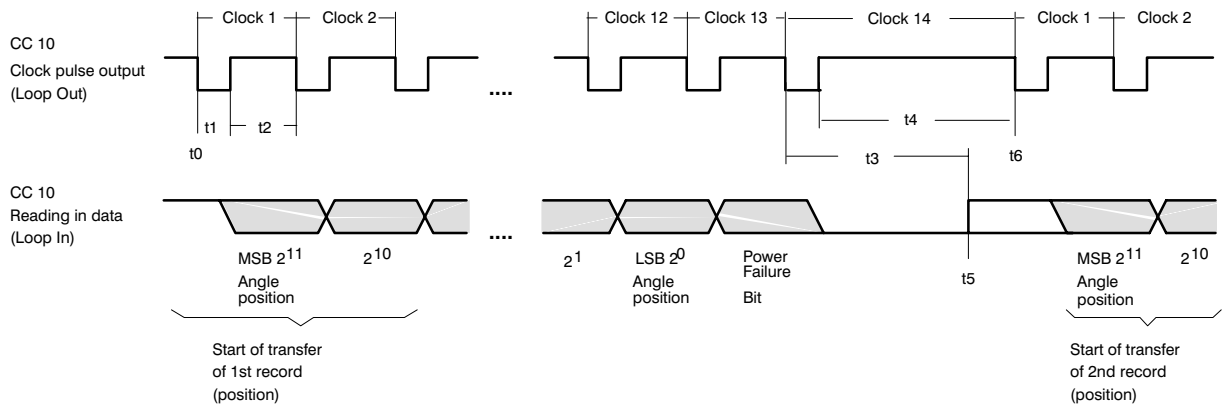 Clock 1 Clock 2 Clock 12 Clock 13 Clock 14 Clock 1 Clock 2
CC 10
Clock pulse output
(Loop Out)
....
t1 t2 t4
t0 t3 t6
CC 10
Reading in data
(Loop In)
....
MSB 2¹¹ 2¹⁰ 2¹ LSB 2⁰ Power t5 MSB 2¹¹ 2¹⁰
Angle Angle Failure Angle
position position Bit position
Start of transfer Start of transfer
of 1st record of 2nd record
(position) (position)